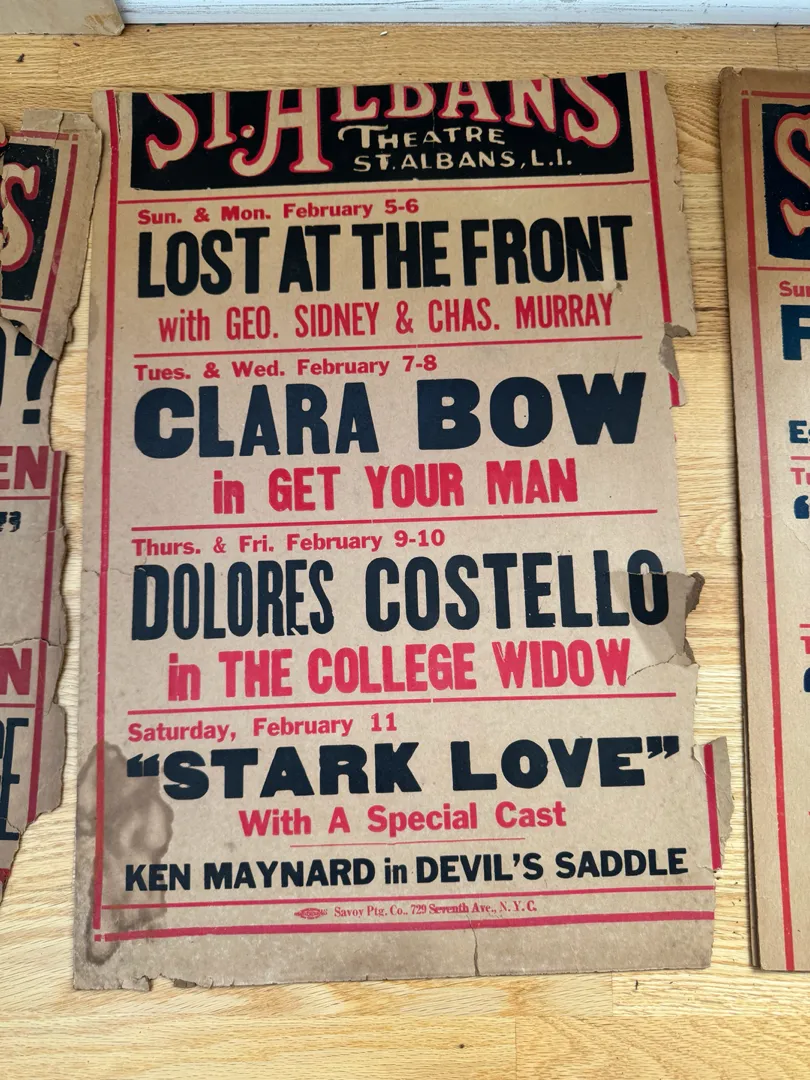 ST. ALBANS
THEATRE
ST. ALBANS, L.I.
Sun. & Mon. February 5-6
LOST AT THE FRONT
with GEO. SIDNEY & CHAS. MURRAY
Tues. & Wed. February 7-8
CLARA BOW
in GET YOUR MAN
Thurs. & Fri. February 9-10
DOLORES COSTELLO
in THE COLLEGE WIDOW
Saturday, February 11
“STARK LOVE”
With A Special Cast
KEN MAYNARD in DEVIL'S SADDLE
Savoy Ptg. Co., 729 Seventh Ave., N. Y. C.